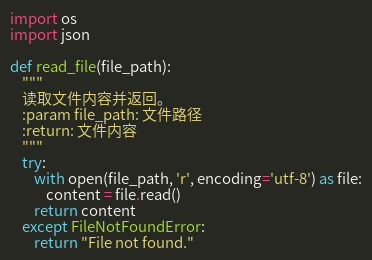 import os
import json
def read_file(file_path):
    """
    读取文件内容并返回。
    :param file_path: 文件路径
    :return: 文件内容
    """
    try:
        with open(file_path, 'r', encoding='utf-8') as file:
            content = file.read()
        return content
    except FileNotFoundError:
        return "File not found."